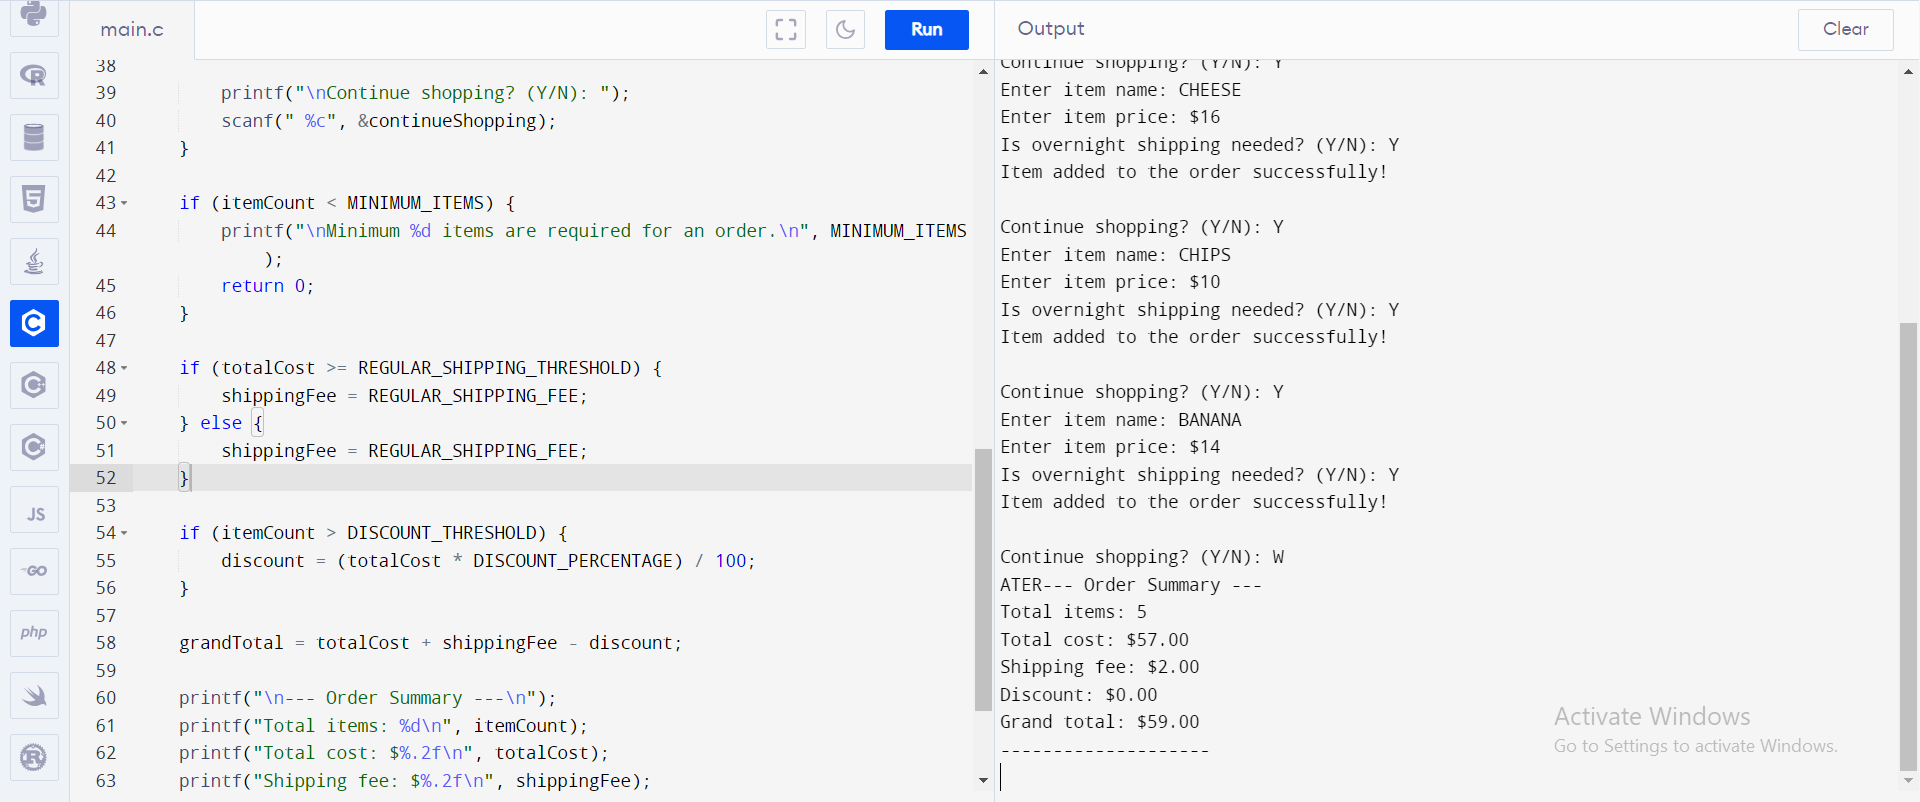 main.c
Run
38
39 printf("\nContinue shopping? (Y/N): ");
40 scanf(" %c", &continueShopping);
41 }
42
43 if (itemCount < MINIMUM_ITEMS) {
44 printf("\nMinimum %d items are required for an order.\n", MINIMUM_ITEMS
);
45 return 0;
46 }
47
48 if (totalCost >= REGULAR_SHIPPING_THRESHOLD) {
49 shippingFee = REGULAR_SHIPPING_FEE;
50 } else {
51 shippingFee = REGULAR_SHIPPING_FEE;
52 }
53
54 if (itemCount > DISCOUNT_THRESHOLD) {
55 discount = (totalCost * DISCOUNT_PERCENTAGE) / 100;
56 }
57
58 grandTotal = totalCost + shippingFee - discount;
59
60 printf("\n--- Order Summary ---\n");
61 printf("Total items: %d\n", itemCount);
62 printf("Total cost: $%.2f\n", totalCost);
63 printf("Shipping fee: $%.2f\n", shippingFee);
R
5
C
C
C
JS
GO
php
R
Output
Clear
Continue shopping? (Y/N): Y
Enter item name: CHEESE
Enter item price: $16
Is overnight shipping needed? (Y/N): Y
Item added to the order successfully!
Continue shopping? (Y/N): Y
Enter item name: CHIPS
Enter item price: $10
Is overnight shipping needed? (Y/N): Y
Item added to the order successfully!
Continue shopping? (Y/N): Y
Enter item name: BANANA
Enter item price: $14
Is overnight shipping needed? (Y/N): Y
Item added to the order successfully!
Continue shopping? (Y/N): W
ATER--- Order Summary ---
Total items: 5
Total cost: $57.00
Shipping fee: $2.00
Discount: $0.00
Grand total: $59.00
--------------------
Activate Windows
Go to Settings to activate Windows.